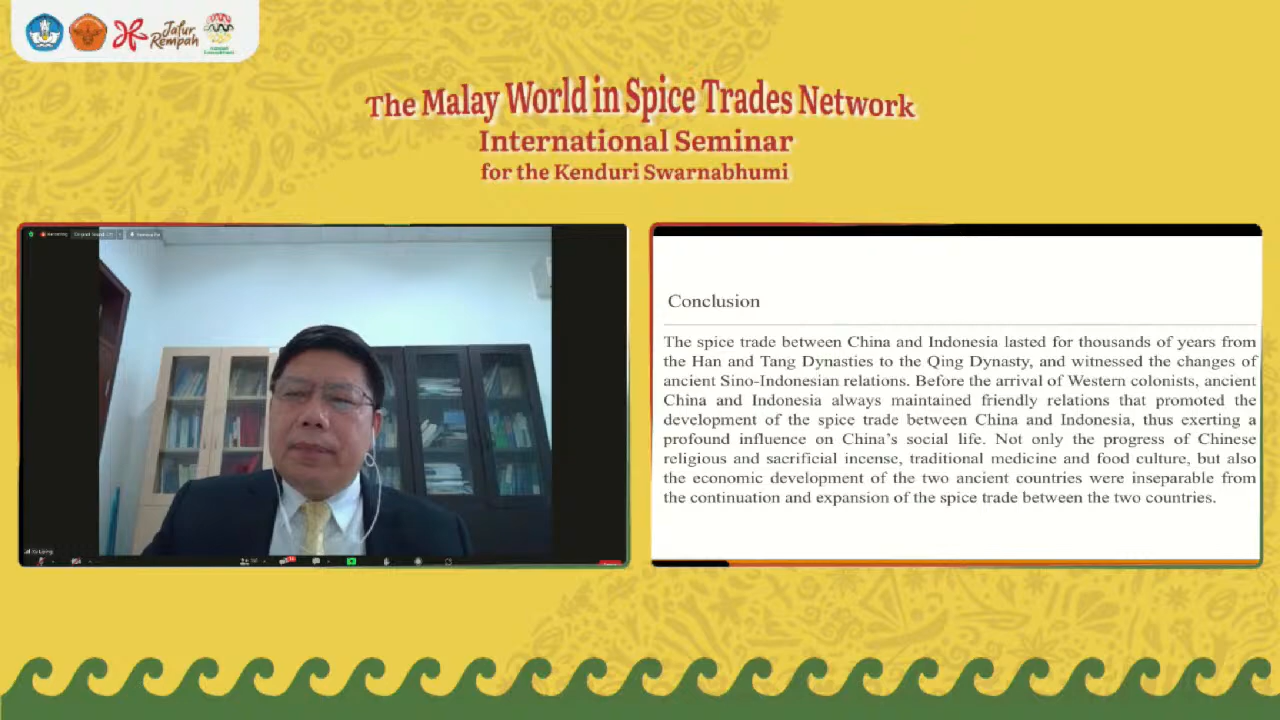 Jalur
Rempah
The Malay World in Spice Trades Network
International Seminar
for the Kenduri Swarnabhumi
Conclusion
The spice trade between China and Indonesia lasted for thousands of years from
the Han and Tang Dynasties to the Qing Dynasty, and witnessed the changes of
ancient Sino-Indonesian relations. Before the arrival of Western colonists, ancient
China and Indonesia always maintained friendly relations that promoted the
development of the spice trade between China and Indonesia, thus exerting a
profound influence on China's social life. Not only the progress of Chinese
religious and sacrificial incense, traditional medicine and food culture, but also
the economic development of the two ancient countries were inseparable from
the continuation and expansion of the spice trade between the two countries.